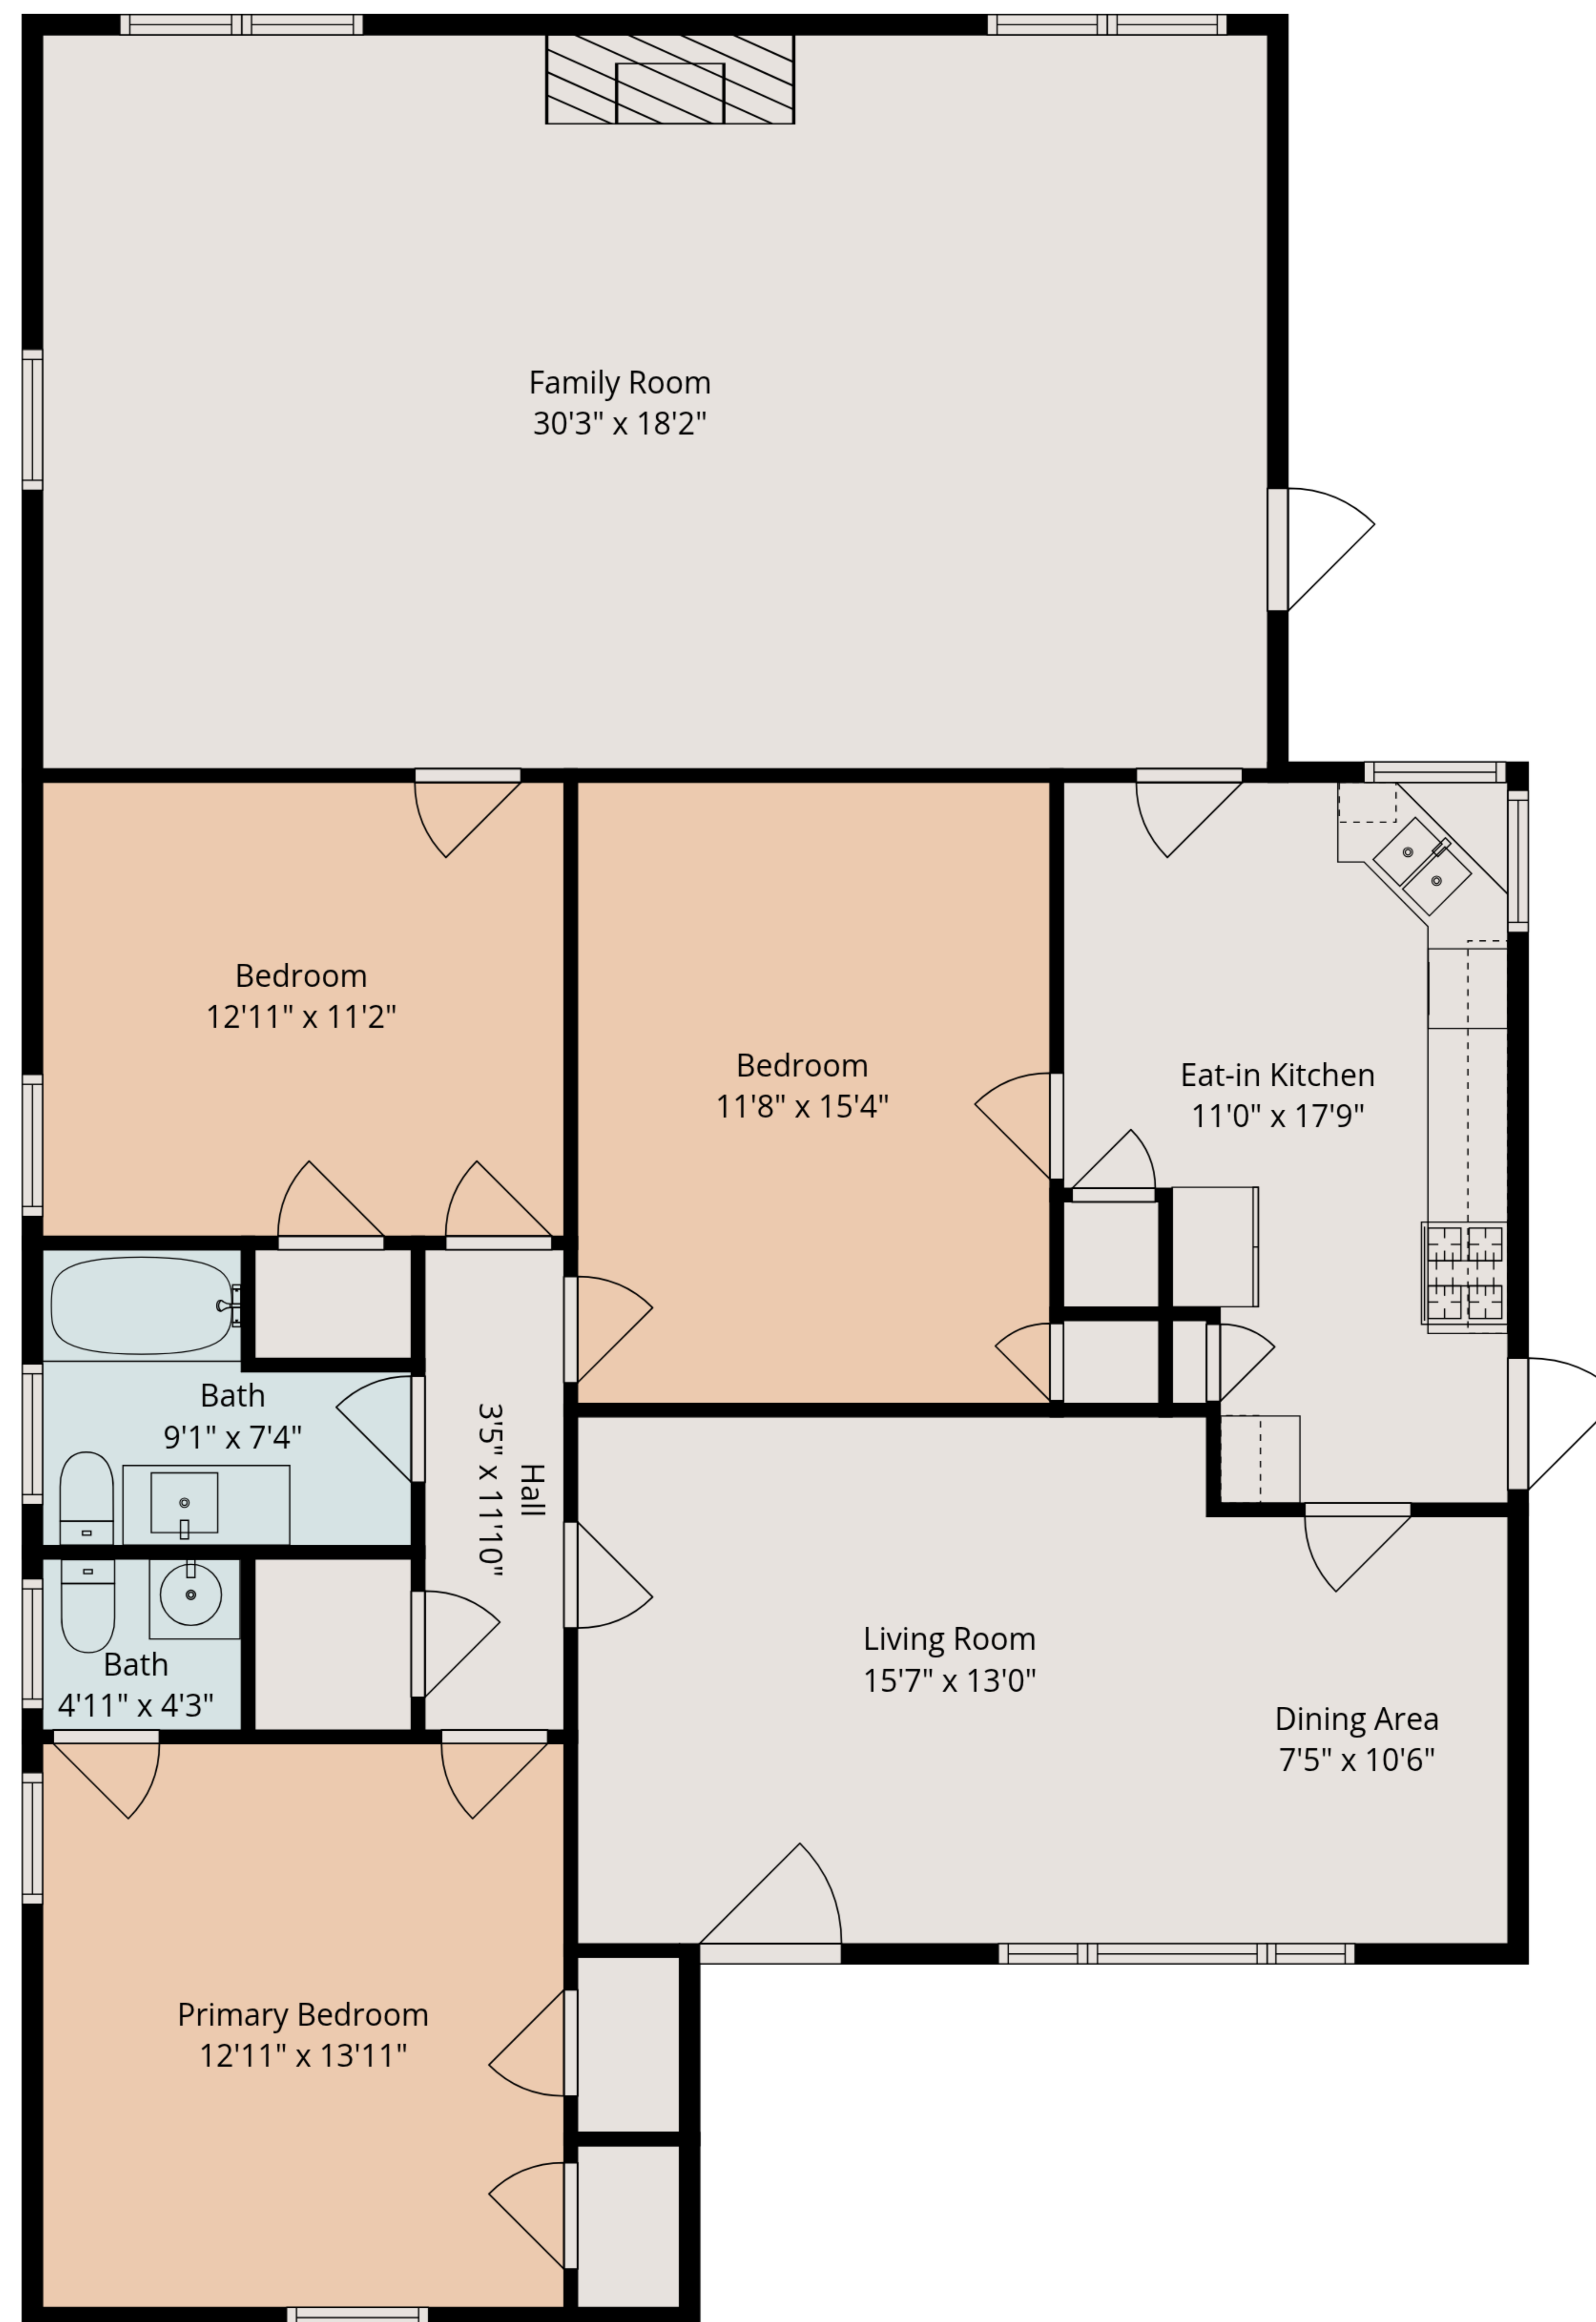 Family Room
30'3" x 18'2"
Bedroom
12'11" x 11'2"
Bedroom
11'8" x 15'4"
Eat-in Kitchen
11'0" x 17'9"
Bath
9'1" x 7'4"
Hall
3'5" x 11'10"
Bath
4'11" x 4'3"
Living Room
15'7" x 13'0"
Dining Area
7'5" x 10'6"
Primary Bedroom
12'11" x 13'11"